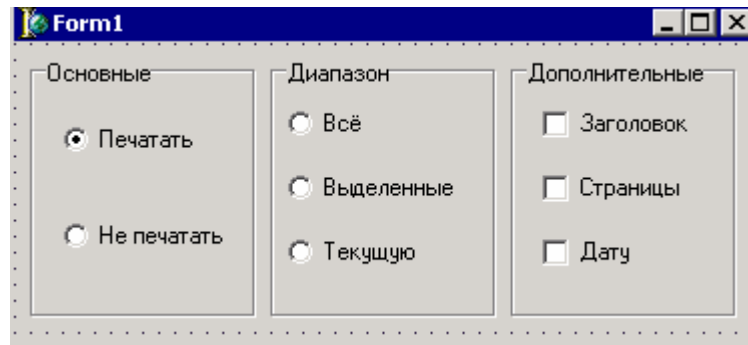 Form1
Основные
Печатать
Не печатать
Диапазон
Всё
Выделенные
Текущую
Дополнительные
Заголовок
Страницы
Дату